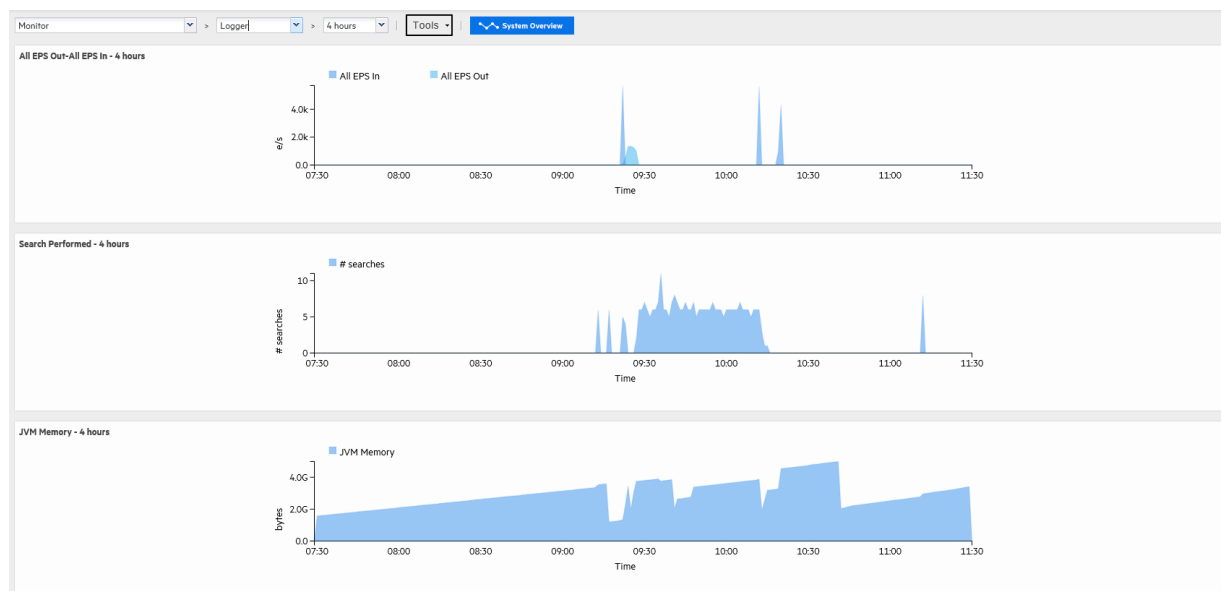 Monitor > Logger > 4 hours | Tools | System Overview
All EPS Out-All EPS In - 4 hours
All EPS In All EPS Out
4.0k
2.0k
0.0
e/s
07:30 08:00 08:30 09:00 09:30 10:00 10:30 11:00 11:30
Time
Search Performed - 4 hours
# searches
10
5
0
# searches
07:30 08:00 08:30 09:00 09:30 10:00 10:30 11:00 11:30
Time
JVM Memory - 4 hours
JVM Memory
4.0G
2.0G
0.0
bytes
07:30 08:00 08:30 09:00 09:30 10:00 10:30 11:00 11:30
Time